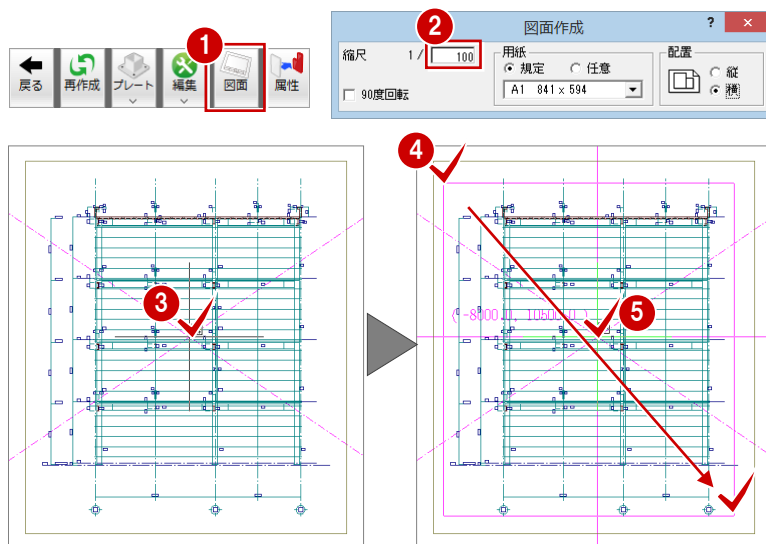 1
戻る 再作成 プレート 編集 図面 属性
2
図面作成 ? ×
縮尺 1/ 100
90度回転
用紙
規定 任意
A1 841 x 594
配置
縦
横
3
4
5